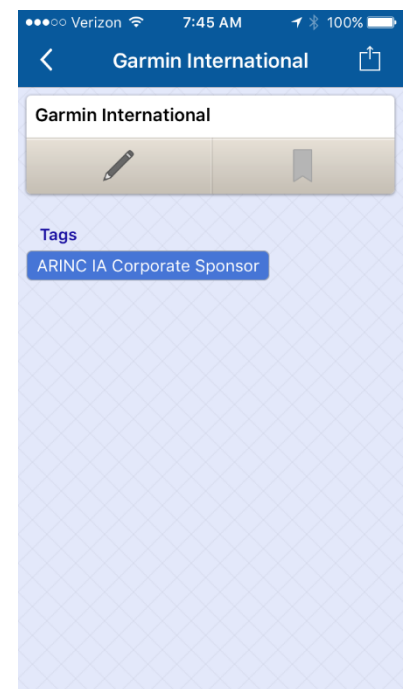 Verizon 7:45 AM 100%
Garmin International
Garmin International
Tags
ARINC IA Corporate Sponsor